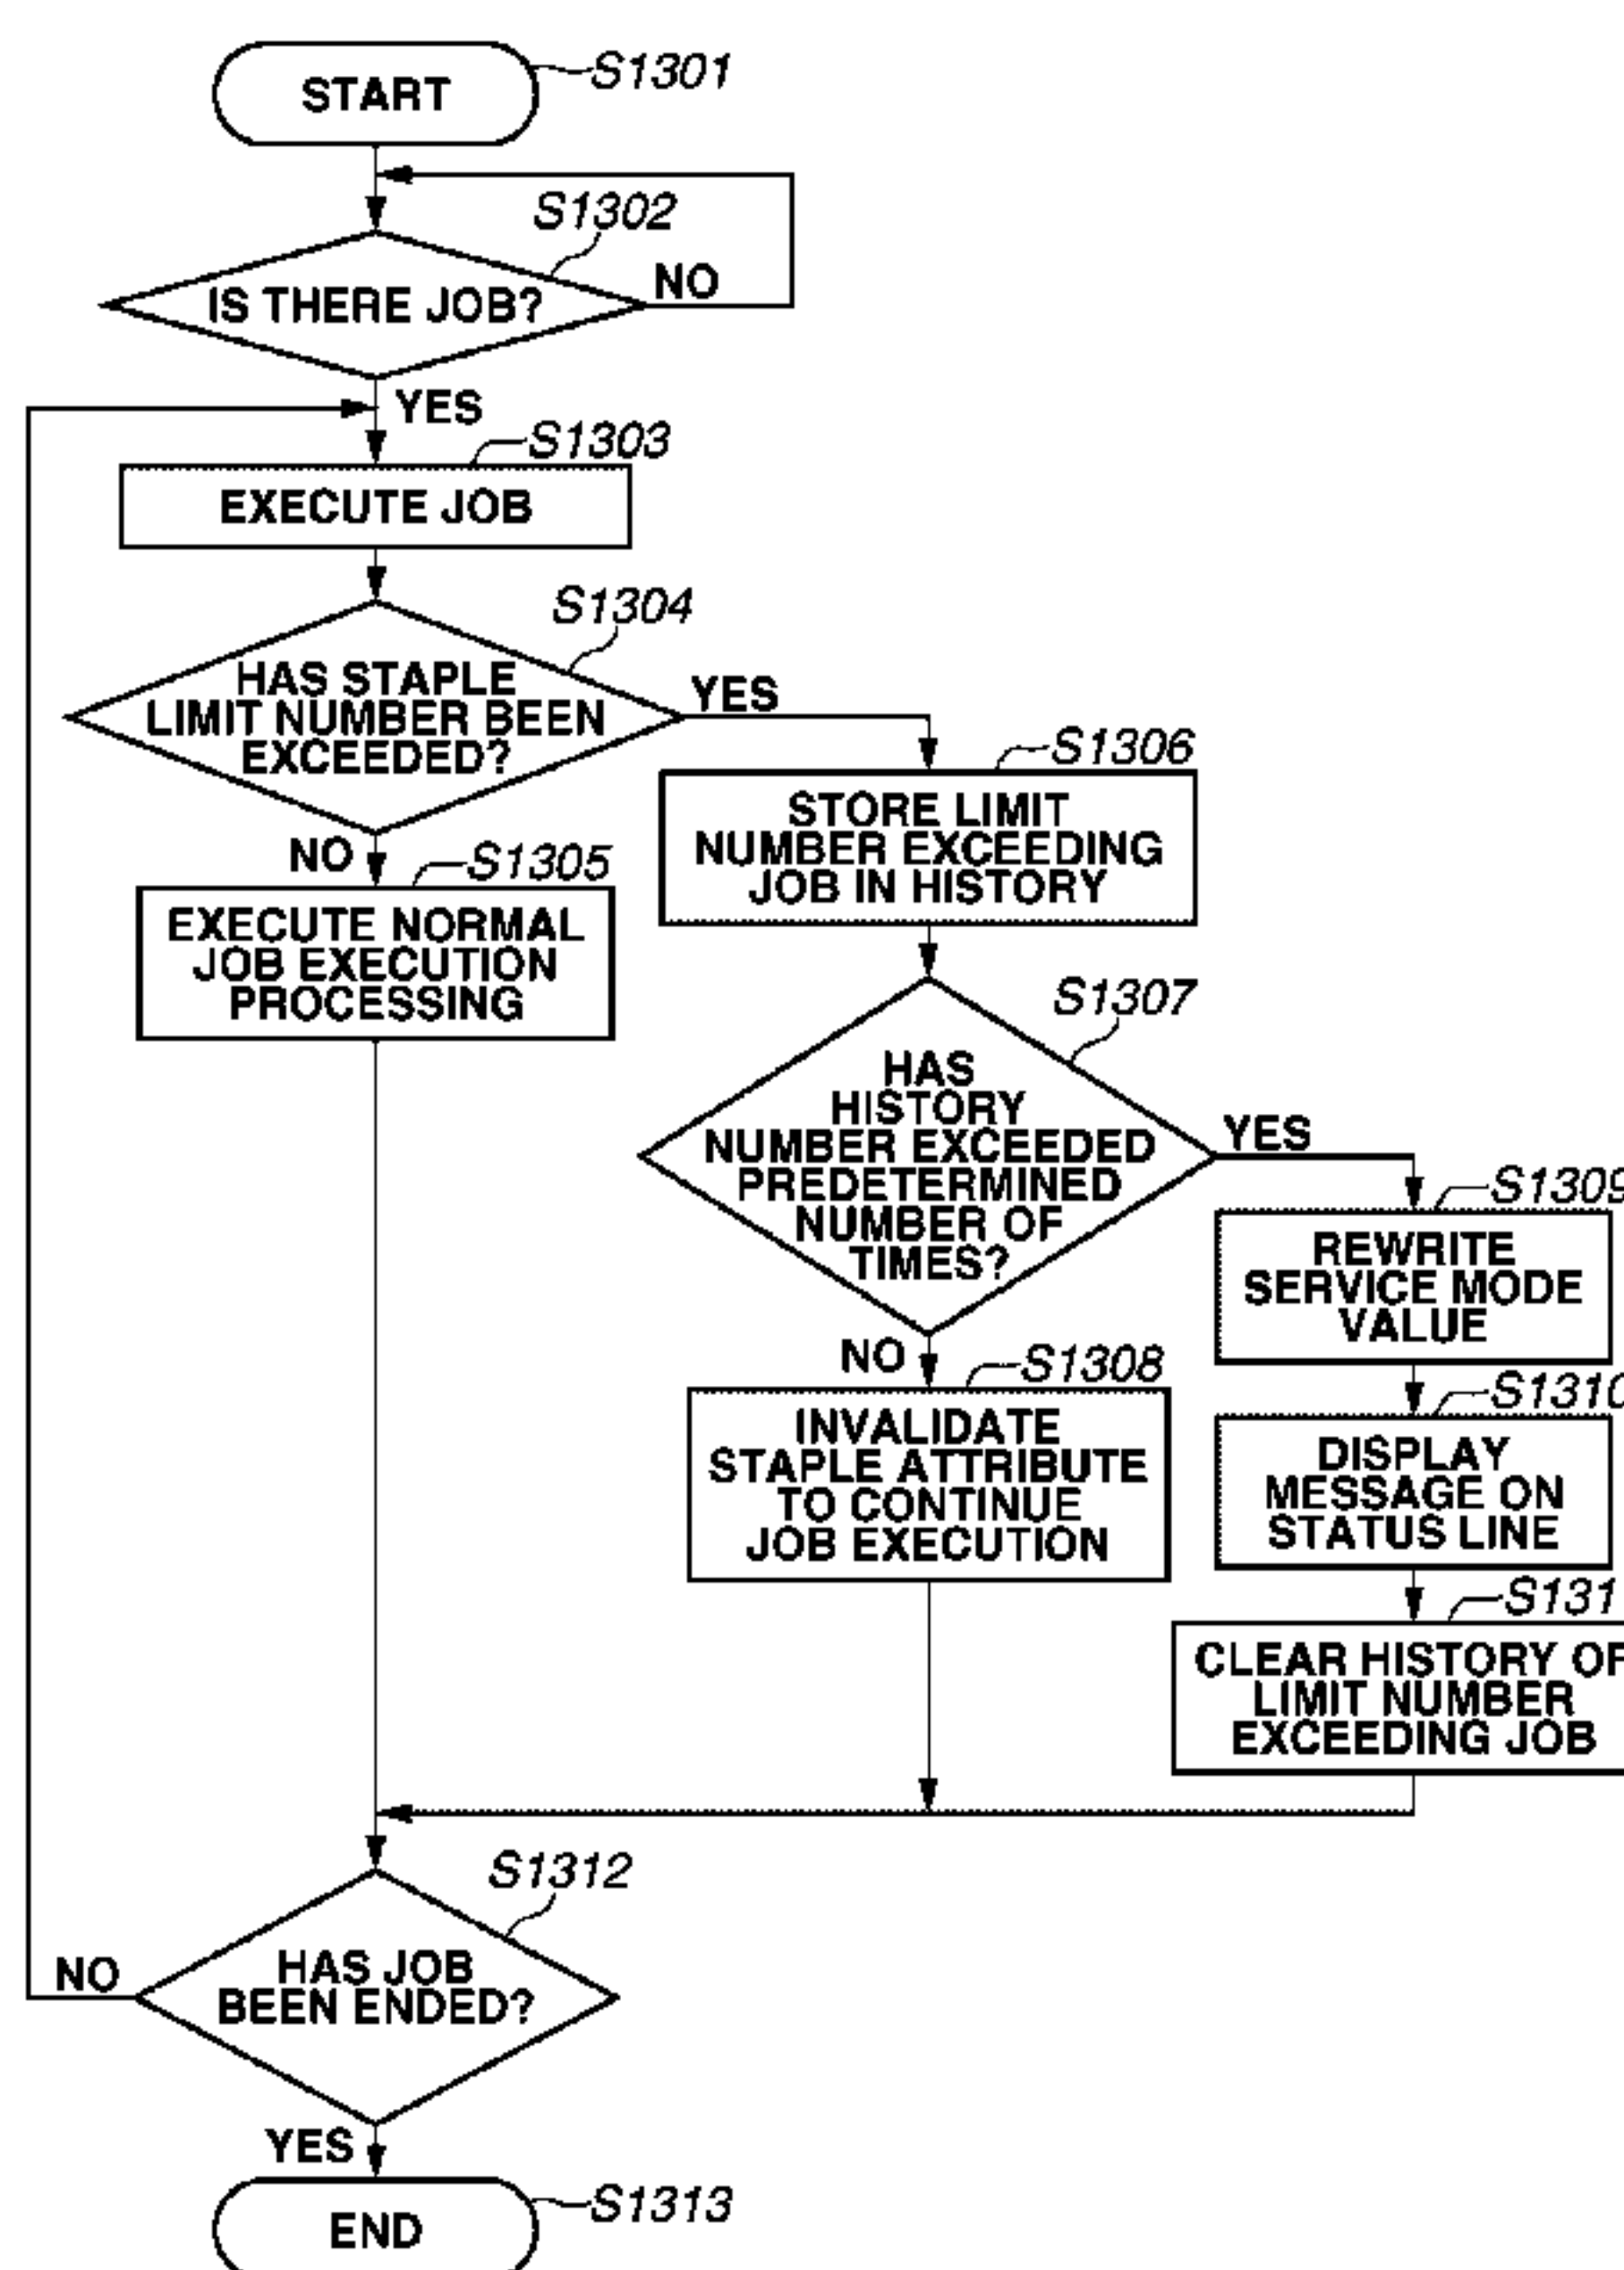 START
S1301
S1302
IS THERE JOB?
NO
YES
S1303
EXECUTE JOB
S1304
HAS STAPLE
LIMIT NUMBER BEEN
EXCEEDED?
YES
NO
S1305
EXECUTE NORMAL
JOB EXECUTION
PROCESSING
S1306
STORE LIMIT
NUMBER EXCEEDING
JOB IN HISTORY
S1307
HAS
HISTORY
NUMBER EXCEEDED
PREDETERMINED
NUMBER OF
TIMES?
YES
NO
S1308
INVALIDATE
STAPLE ATTRIBUTE
TO CONTINUE
JOB EXECUTION
S1309
REWRITE
SERVICE MODE
VALUE
S1310
DISPLAY
MESSAGE ON
STATUS LINE
S131
CLEAR HISTORY OF
LIMIT NUMBER
EXCEEDING JOB
S1312
HAS JOB
BEEN ENDED?
NO
YES
END
S1313